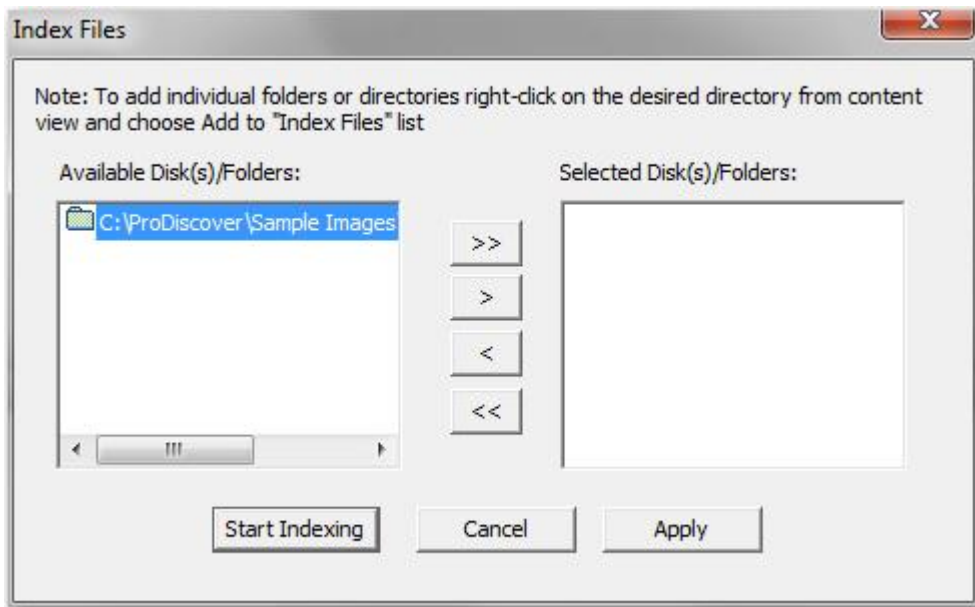 Index Files
Note: To add individual folders or directories right-click on the desired directory from content
view and choose Add to "Index Files" list
Available Disk(s)/Folders:
Selected Disk(s)/Folders:
C:\ProDiscover\Sample Images
>>
>
<
<<
Start Indexing
Cancel
Apply